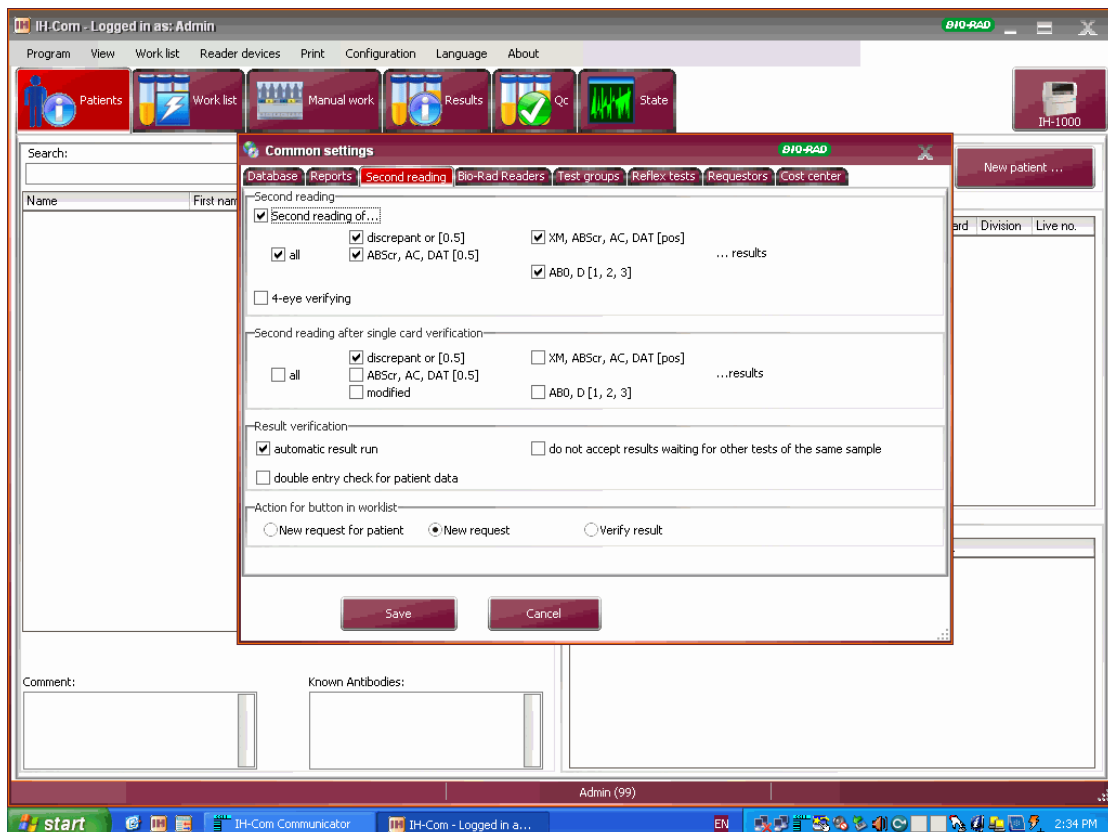 IH-Com - Logged in as: Admin
BIO-RAD
Program View Work list Reader devices Print Configuration Language About
Patients Work list Manual work Results Qc State
IH-1000
Search:
New patient ...
Name First nam
ard Division Live no.
Common settings
BIO-RAD
Database Reports Second reading Bio-Rad Readers Test groups Reflex tests Requestors Cost center
Second reading
Second reading of...
discrepant or [0.5] XM, ABScr, AC, DAT [pos]
all ABScr, AC, DAT [0.5] ... results
AB0, D [1, 2, 3]
4-eye verifying
Second reading after single card verification
discrepant or [0.5] XM, ABScr, AC, DAT [pos]
all ABScr, AC, DAT [0.5] ...results
modified AB0, D [1, 2, 3]
Result verification
automatic result run do not accept results waiting for other tests of the same sample
double entry check for patient data
Action for button in worklist
New request for patient New request Verify result
Save Cancel
Comment: Known Antibodies:
Admin (99)
start IH-Com Communicator IH-Com - Logged in a... EN 2:34 PM